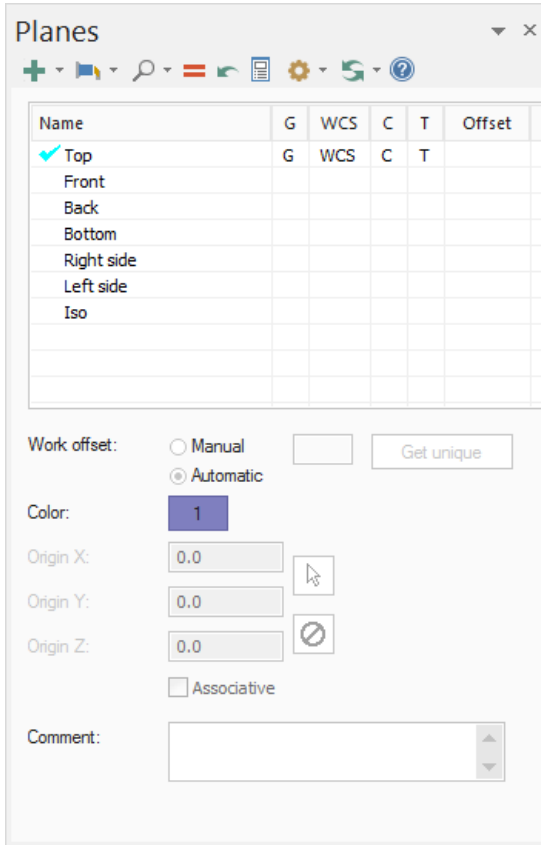 Planes
Name G WCS C T Offset
Top G WCS C T
Front
Back
Bottom
Right side
Left side
Iso
Work offset: Manual Get unique
Automatic
Color: 1
Origin X: 0.0
Origin Y: 0.0
Origin Z: 0.0
Associative
Comment: